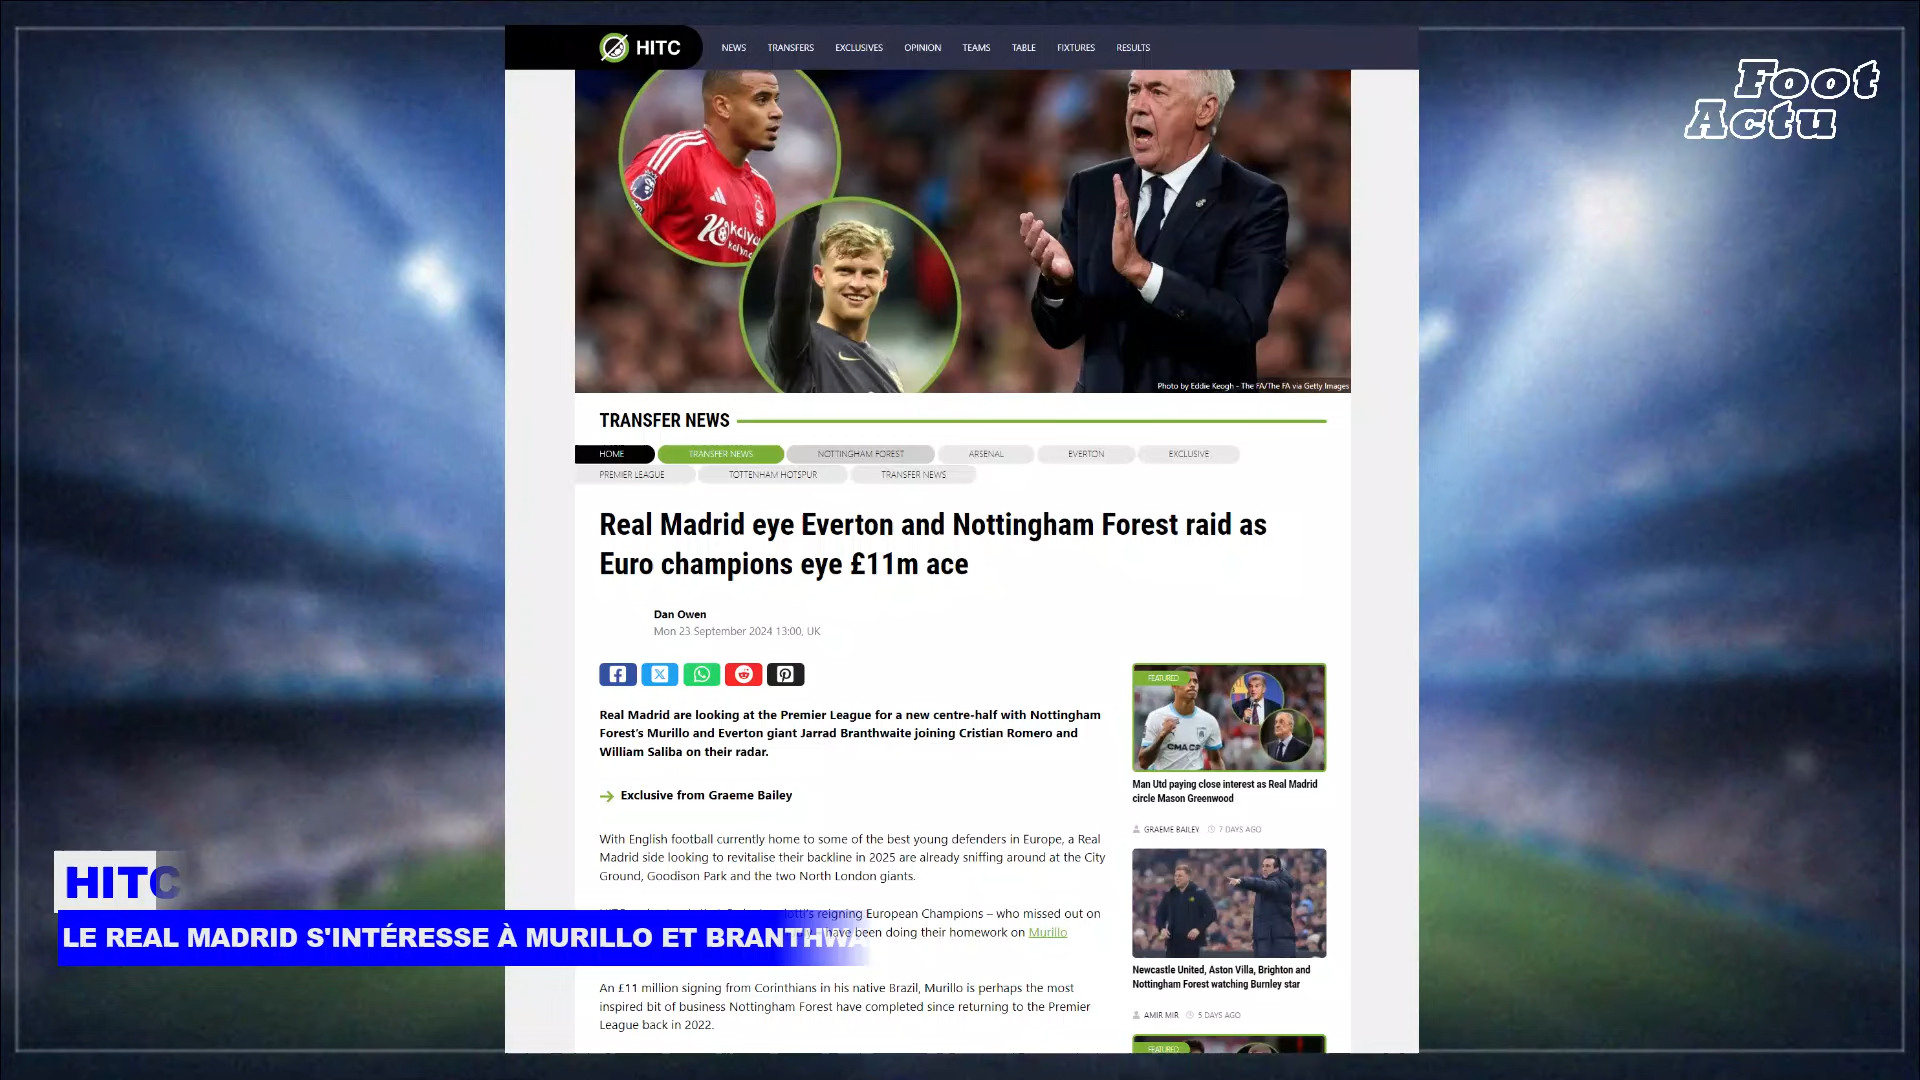 HITC
NEWS TRANSFERS EXCLUSIVES OPINION TEAMS TABLE FIXTURES RESULTS
Foot
Actu
Photo by Eddie Keogh - The FA/The FA via Getty Images
TRANSFER NEWS
HOME TRANSFER NEWS NOTTINGHAM FOREST ARSENAL EVERTON EXCLUSIVE
PREMIER LEAGUE TOTTENHAM HOTSPUR TRANSFER NEWS
Real Madrid eye Everton and Nottingham Forest raid as
Euro champions eye £11m ace
Dan Owen
Mon 23 September 2024 13:00, UK
Real Madrid are looking at the Premier League for a new centre-half with Nottingham
Forest's Murillo and Everton giant Jarrad Branthwaite joining Cristian Romero and
William Saliba on their radar.
Exclusive from Graeme Bailey
With English football currently home to some of the best young defenders in Europe, a Real
Madrid side looking to revitalise their backline in 2025 are already sniffing around at the City
Ground, Goodison Park and the two North London giants.
reigning European Champions – who missed out on
have been doing their homework on Murillo
An £11 million signing from Corinthians in his native Brazil, Murillo is perhaps the most
inspired bit of business Nottingham Forest have completed since returning to the Premier
League back in 2022.
FEATURED
Man Utd paying close interest as Real Madrid
circle Mason Greenwood
GRAEME BAILEY 7 DAYS AGO
Newcastle United, Aston Villa, Brighton and
Nottingham Forest watching Burnley star
AMIR MIR 5 DAYS AGO
FEATURED
HITC
LE REAL MADRID S'INTÉRESSE À MURILLO ET BRANTHWA